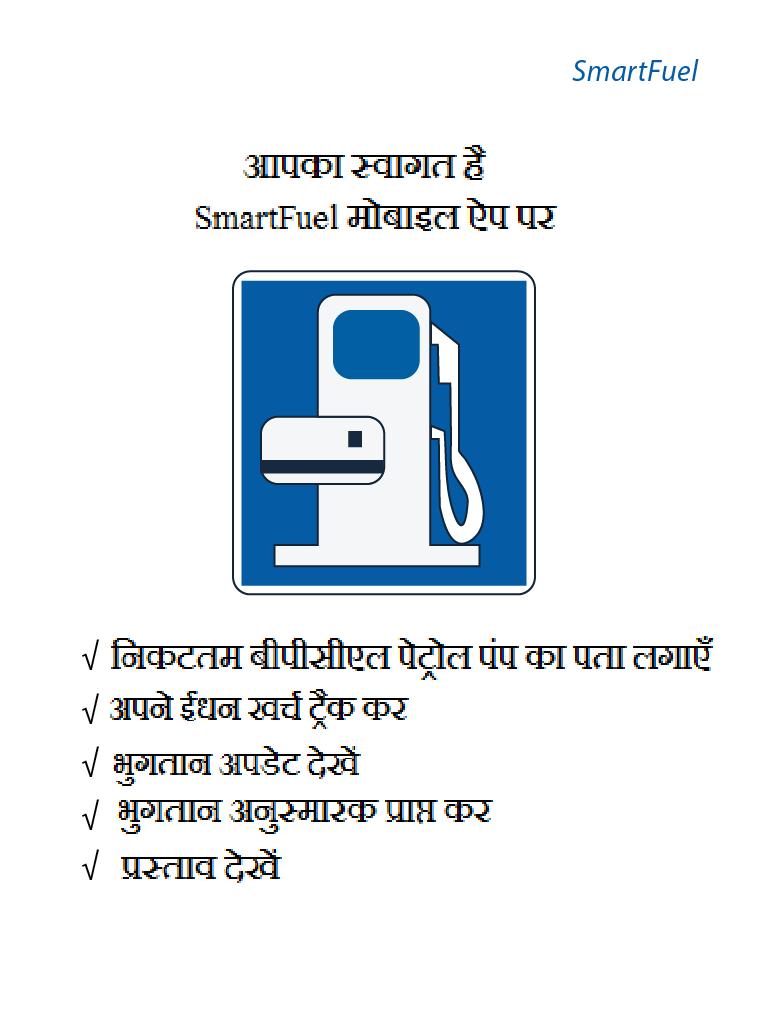 SmartFuel
आपका स्वागत है
SmartFuel मोबाइल ऐप पर
√ निकटतम बीपीसीएल पेट्रोल पंप का पता लगाएँ
√ अपने ईधन खर्च ट्रैक कर
√ भुगतान अपडेट देखें
√ भुगतान अनुस्मारक प्राप्त कर
√ प्रस्ताव देखें